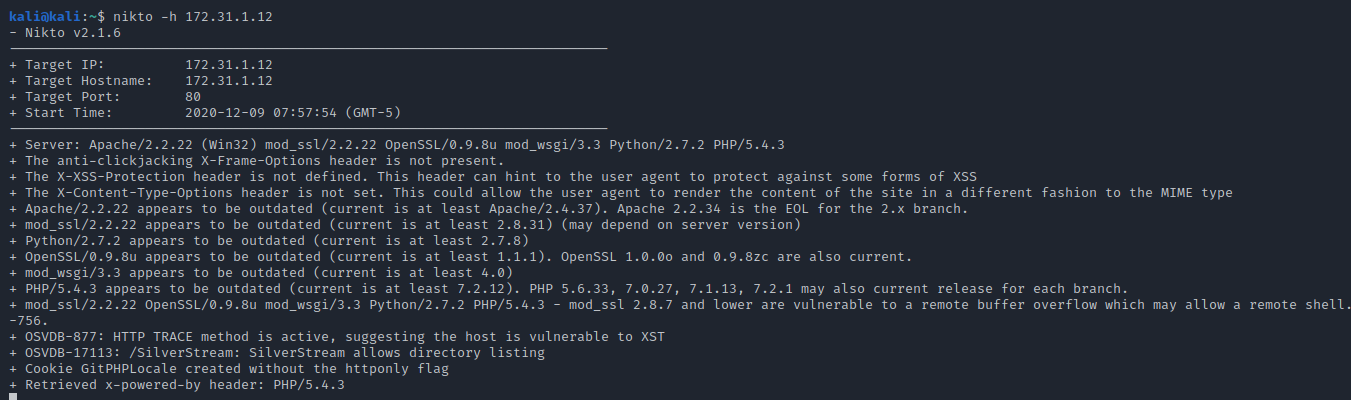 kali@kali:~$ nikto -h 172.31.1.12
- Nikto v2.1.6
---------------------------------------------------------------------------
+ Target IP:          172.31.1.12
+ Target Hostname:    172.31.1.12
+ Target Port:        80
+ Start Time:         2020-12-09 07:57:54 (GMT-5)
---------------------------------------------------------------------------
+ Server: Apache/2.2.22 (Win32) mod_ssl/2.2.22 OpenSSL/0.9.8u mod_wsgi/3.3 Python/2.7.2 PHP/5.4.3
+ The anti-clickjacking X-Frame-Options header is not present.
+ The X-XSS-Protection header is not defined. This header can hint to the user agent to protect against some forms of XSS
+ The X-Content-Type-Options header is not set. This could allow the user agent to render the content of the site in a different fashion to the MIME type
+ Apache/2.2.22 appears to be outdated (current is at least Apache/2.4.37). Apache 2.2.34 is the EOL for the 2.x branch.
+ mod_ssl/2.2.22 appears to be outdated (current is at least 2.8.31) (may depend on server version)
+ Python/2.7.2 appears to be outdated (current is at least 2.7.8)
+ OpenSSL/0.9.8u appears to be outdated (current is at least 1.1.1). OpenSSL 1.0.0o and 0.9.8zc are also current.
+ mod_wsgi/3.3 appears to be outdated (current is at least 4.0)
+ PHP/5.4.3 appears to be outdated (current is at least 7.2.12). PHP 5.6.33, 7.0.27, 7.1.13, 7.2.1 may also current release for each branch.
+ mod_ssl/2.2.22 OpenSSL/0.9.8u mod_wsgi/3.3 Python/2.7.2 PHP/5.4.3 - mod_ssl 2.8.7 and lower are vulnerable to a remote buffer overflow which may allow a remote shell.
-756.
+ OSVDB-877: HTTP TRACE method is active, suggesting the host is vulnerable to XST
+ OSVDB-17113: /SilverStream: SilverStream allows directory listing
+ Cookie GitPHPLocale created without the httponly flag
+ Retrieved x-powered-by header: PHP/5.4.3